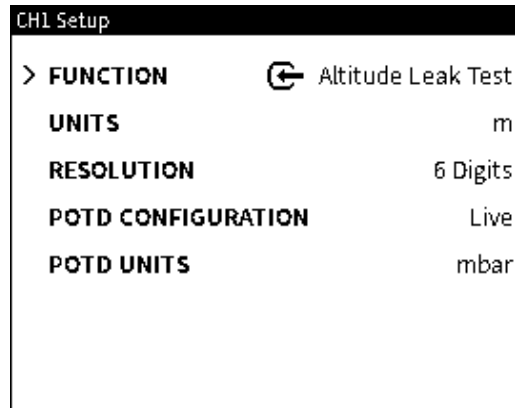 CH1 Setup
> FUNCTION Altitude Leak Test
UNITS m
RESOLUTION 6 Digits
POTD CONFIGURATION Live
POTD UNITS mbar